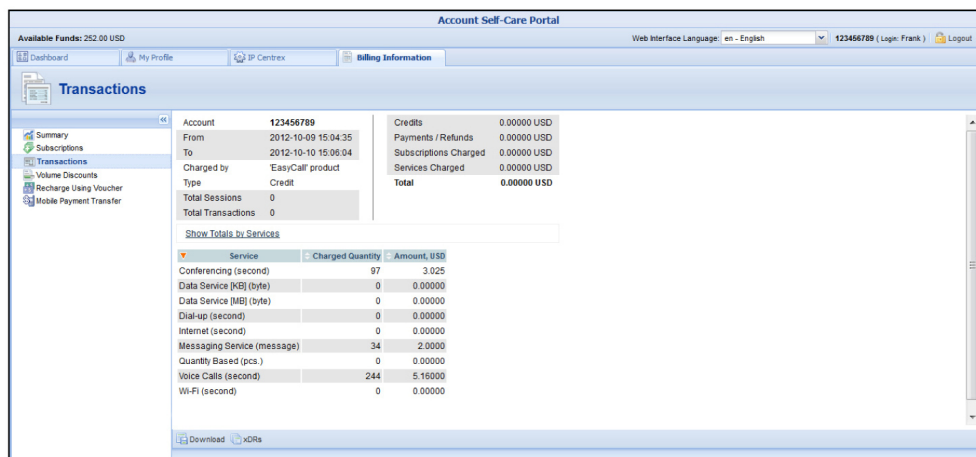 Account Self-Care Portal
Available Funds: 252.00 USD Web Interface Language: en - English 123456789 ( Login: Frank ) Logout
Dashboard My Profile IP Centrex Billing Information
Transactions
Summary
Subscriptions
Transactions
Volume Discounts
Recharge Using Voucher
Mobile Payment Transfer
Account 123456789 Credits 0.00000 USD
From 2012-10-09 15:04:35 Payments / Refunds 0.00000 USD
To 2012-10-10 15:06:04 Subscriptions Charged 0.00000 USD
Charged by 'EasyCall' product Services Charged 0.00000 USD
Type Credit Total 0.00000 USD
Total Sessions 0
Total Transactions 0
Show Totals by Services
Service Charged Quantity Amount, USD
Conferencing (second) 97 3.025
Data Service [KB] (byte) 0 0.00000
Data Service [MB] (byte) 0 0.00000
Dial-up (second) 0 0.00000
Internet (second) 0 0.00000
Messaging Service (message) 34 2.0000
Quantity Based (pcs.) 0 0.00000
Voice Calls (second) 244 5.16000
Wi-Fi (second) 0 0.00000
Download xDRs